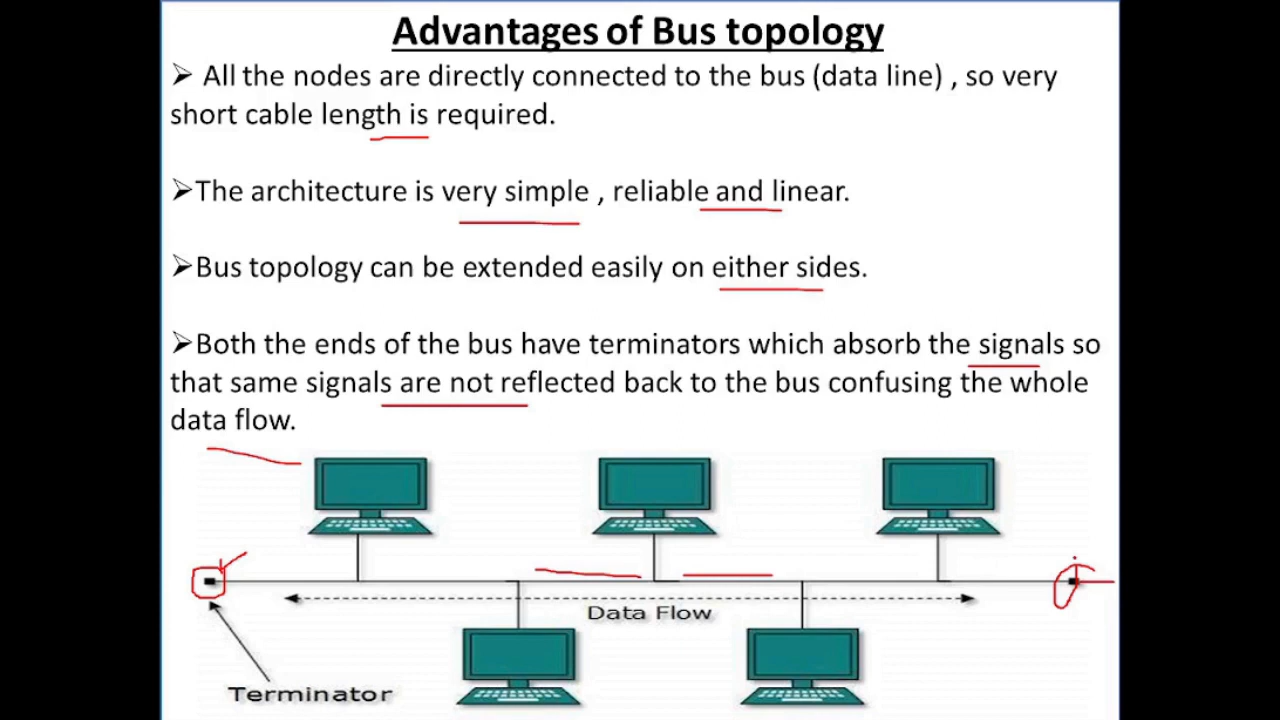 Advantages of Bus topology
➢ All the nodes are directly connected to the bus (data line) , so very
short cable length is required.
➢The architecture is very simple , reliable and linear.
➢Bus topology can be extended easily on either sides.
➢Both the ends of the bus have terminators which absorb the signals so
that same signals are not reflected back to the bus confusing the whole
data flow.
Data Flow
Terminator